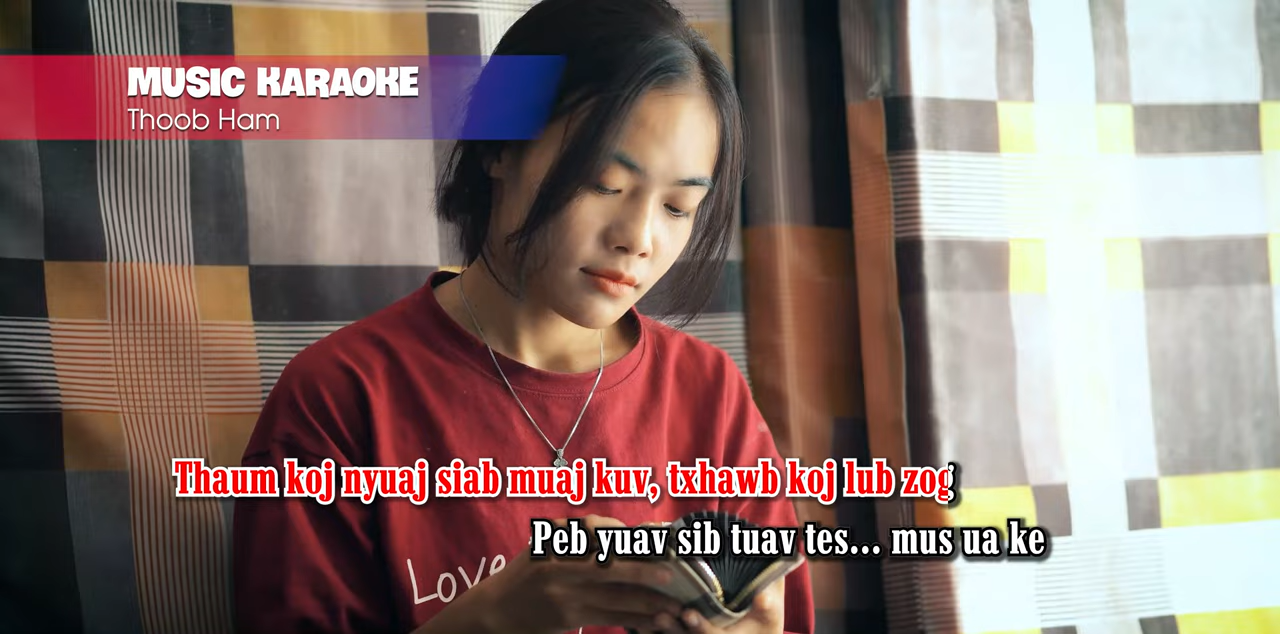 MUSIC KARAOKE
Thoob Ham
Thaum koj nyuaj siab muaj kuv, txhawb koj lub zog
Peb yuav sib tuav tes... mus ua ke
Love